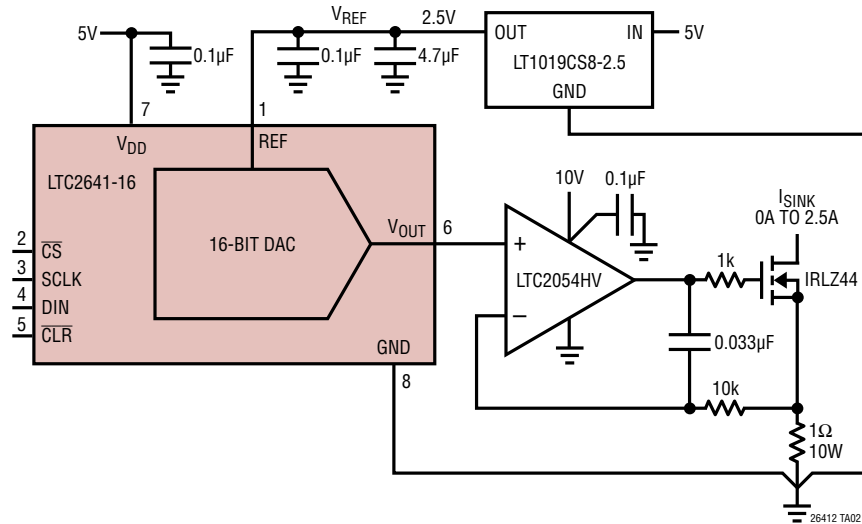 V_REF
2.5V
5V
0.1µF
0.1µF
4.7µF
OUT
IN
5V
LT1019CS8-2.5
GND
7
1
V_DD
REF
LTC2641-16
16-BIT DAC
V_OUT
6
2
C̅S̅
3
SCLK
4
DIN
5
C̅L̅R̅
GND
8
10V
0.1µF
+
LTC2054HV
−
I_SINK
0A TO 2.5A
1k
IRLZ44
0.033µF
10k
1Ω
10W
26412 TA02